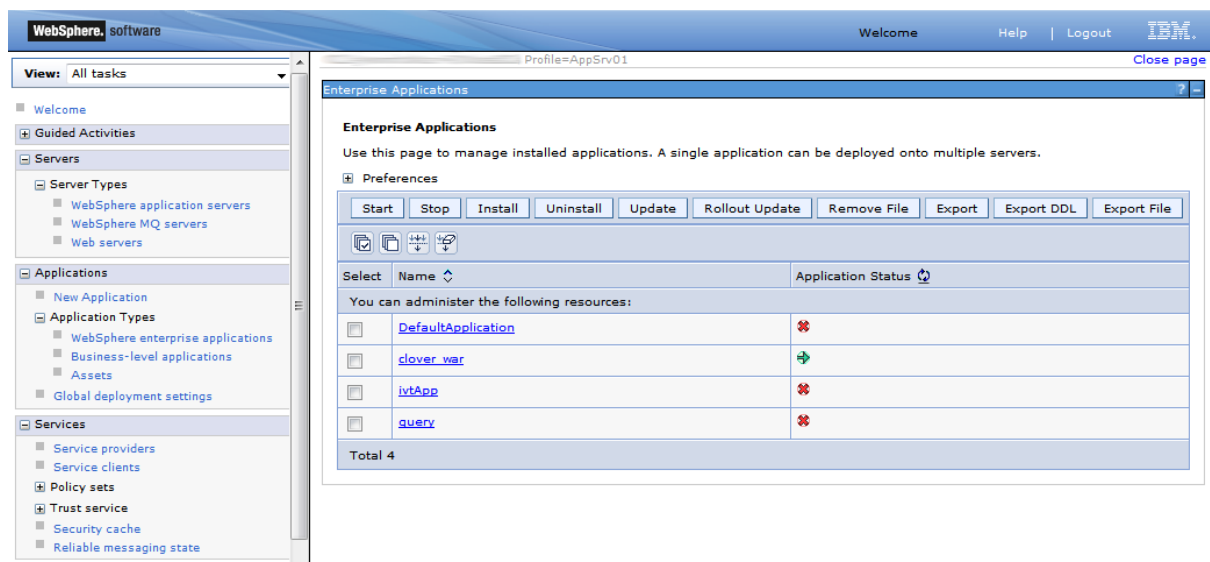 WebSphere. software Welcome Help | Logout IBM.
View: All tasks
Welcome
Guided Activities
Servers
Server Types
WebSphere application servers
WebSphere MQ servers
Web servers
Applications
New Application
Application Types
WebSphere enterprise applications
Business-level applications
Assets
Global deployment settings
Services
Service providers
Service clients
Policy sets
Trust service
Security cache
Reliable messaging state
Profile=AppSrv01 Close page
Enterprise Applications ? -
Enterprise Applications
Use this page to manage installed applications. A single application can be deployed onto multiple servers.
Preferences
Start Stop Install Uninstall Update Rollout Update Remove File Export Export DDL Export File
Select Name Application Status
You can administer the following resources:
DefaultApplication
clover_war
ivtApp
query
Total 4